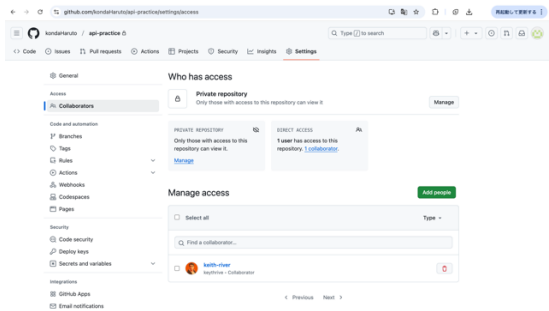 github.com/kondaHaruto/api-practice/settings/access
再起動して更新する
kondaHaruto / api-practice
Type / to search
Code
Issues
Pull requests
Actions
Projects
Security
Insights
Settings
General
Access
Collaborators
Code and automation
Branches
Tags
Rules
Actions
Webhooks
Codespaces
Pages
Security
Code security
Deploy keys
Secrets and variables
Integrations
GitHub Apps
Email notifications
Who has access
Private repository
Only those with access to this repository can view it
Manage
PRIVATE REPOSITORY
Only those with access to this
repository can view it.
Manage
DIRECT ACCESS
1 user has access to this
repository. 1 collaborator.
Manage access
Add people
Select all
Type
Find a collaborator...
keith-river
Collaborator
Previous
Next